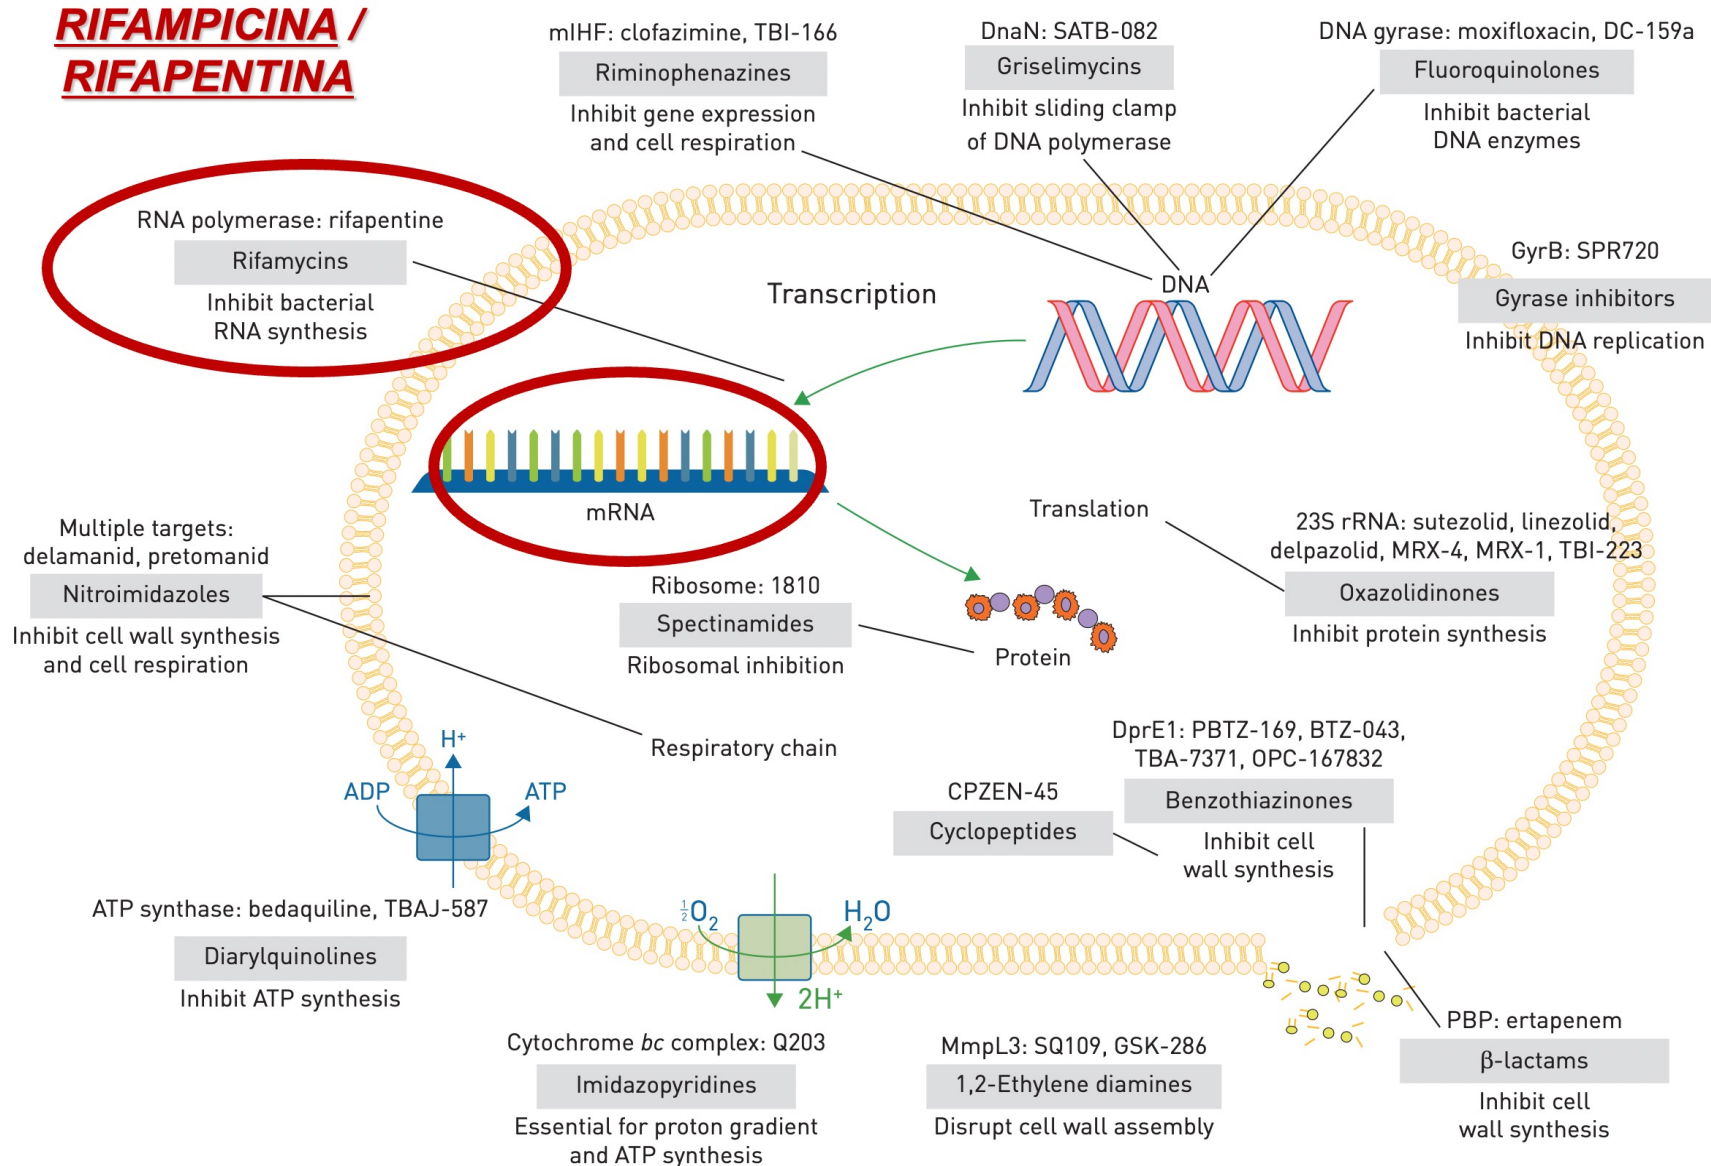 RIFAMPICINA /
RIFAPENTINA
mIHF: clofazimine, TBI-166
Riminophenazines
Inhibit gene expression
and cell respiration
DnaN: SATB-082
Griselimycins
Inhibit sliding clamp
of DNA polymerase
DNA gyrase: moxifloxacin, DC-159a
Fluoroquinolones
Inhibit bacterial
DNA enzymes
RNA polymerase: rifapentine
Rifamycins
Inhibit bacterial
RNA synthesis
Transcription
DNA
GyrB: SPR720
Gyrase inhibitors
Inhibit DNA replication
mRNA
Translation
23S rRNA: sutezolid, linezolid,
delpazolid, MRX-4, MRX-1, TBI-223
Oxazolidinones
Inhibit protein synthesis
Multiple targets:
delamanid, pretomanid
Nitroimidazoles
Inhibit cell wall synthesis
and cell respiration
Ribosome: 1810
Spectinamides
Ribosomal inhibition
Protein
Respiratory chain
H⁺
ADP
ATP
DprE1: PBTZ-169, BTZ-043,
TBA-7371, OPC-167832
Benzothiazinones
Inhibit cell
wall synthesis
CPZEN-45
Cyclopeptides
ATP synthase: bedaquiline, TBAJ-587
Diarylquinolines
Inhibit ATP synthesis
½O₂
H₂O
2H⁺
Cytochrome bc complex: Q203
Imidazopyridines
Essential for proton gradient
and ATP synthesis
MmpL3: SQ109, GSK-286
1,2-Ethylene diamines
Disrupt cell wall assembly
PBP: ertapenem
β-lactams
Inhibit cell
wall synthesis